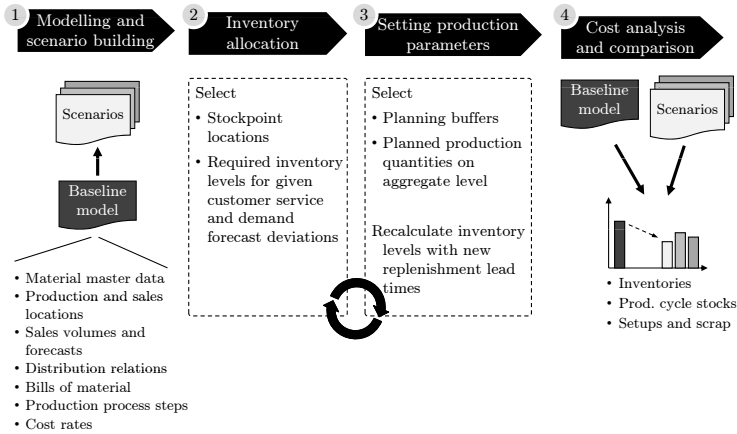 1
Modelling and
scenario building
Scenarios
Baseline
model
• Material master data
• Production and sales
locations
• Sales volumes and
forecasts
• Distribution relations
• Bills of material
• Production process steps
• Cost rates
2
Inventory
allocation
Select
• Stockpoint
locations
• Required inventory
levels for given
customer service
and demand
forecast deviations
3
Setting production
parameters
Select
• Planning buffers
• Planned production
quantities on
aggregate level
Recalculate inventory
levels with new
replenishment lead
times
4
Cost analysis
and comparison
Baseline
model
Scenarios
• Inventories
• Prod. cycle stocks
• Setups and scrap